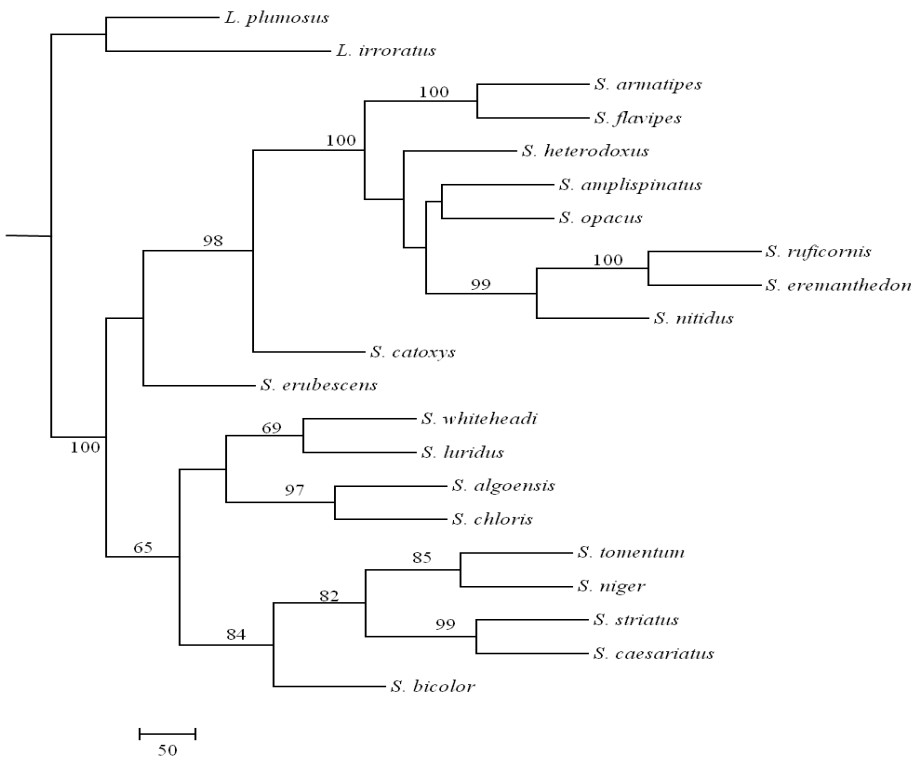 L. plumosus
L. irroratus
100
S. armatipes
S. flavipes
100
S. heterodoxus
S. amplispinatus
S. opacus
98
S. ruficornis
100
S. eremanthedon
99
S. nitidus
S. catoxys
S. erubescens
S. whiteheadi
69
100
S. luridus
S. algoensis
97
S. chloris
65
S. tomentum
85
S. niger
82
S. striatus
99
84
S. caesariatus
S. bicolor
50